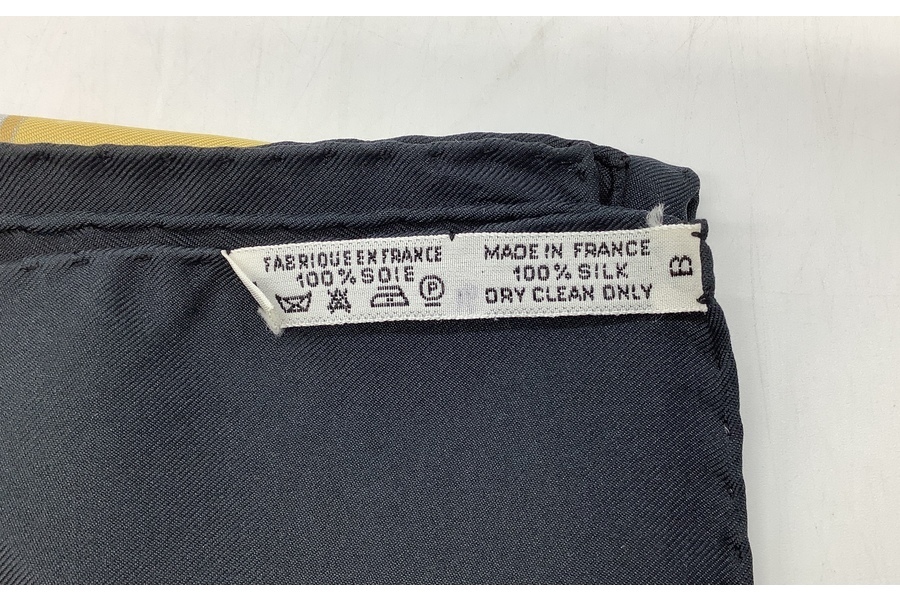 FABRIQUE EN FRANCE
100% SOIE
P
MADE IN FRANCE
100% SILK
DRY CLEAN ONLY
B